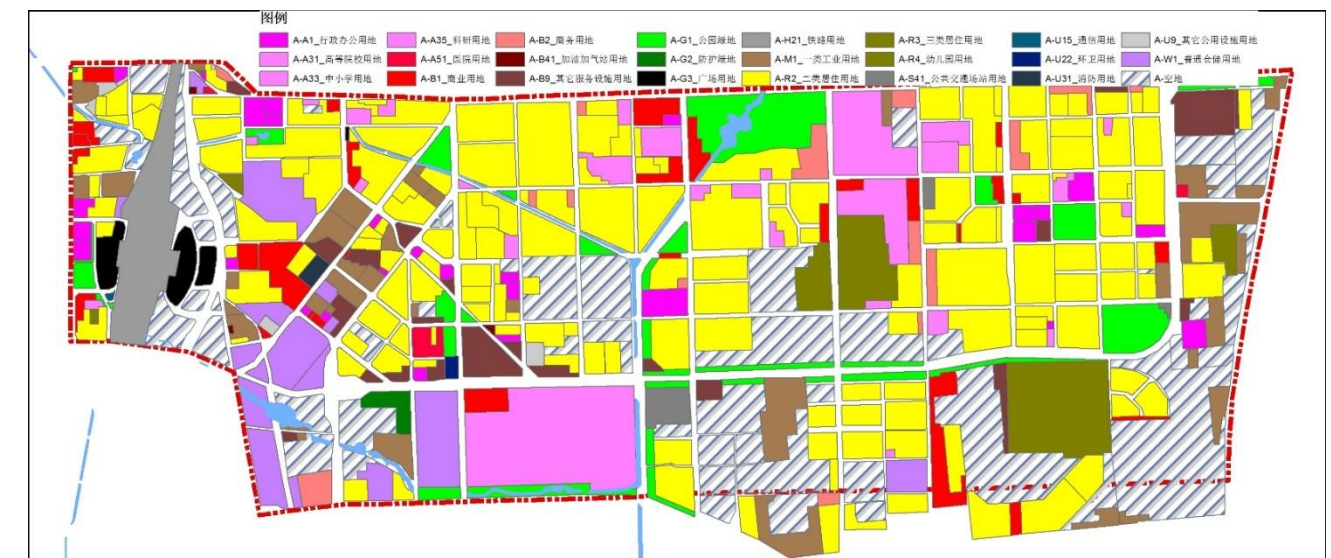 图例
A-A1_行政办公用地 A-A35_科研用地 A-B2_商务用地 A-G1_公园绿地 A-H21_铁路用地 A-R3_三类居住用地 A-U15_通信用地 A-U9_其它公用设施用地
A-A31_高等院校用地 A-A51_医院用地 A-B41_加油加气站用地 A-G2_防护绿地 A-M1_一类工业用地 A-R4_幼儿园用地 A-U22_环卫用地 A-W1_普通仓储用地
A-A33_中小学用地 A-B1_商业用地 A-B9_其它服务设施用地 A-G3_广场用地 A-R2_二类居住用地 A-S41_公共交通场站用地 A-U31_消防用地 A-空地